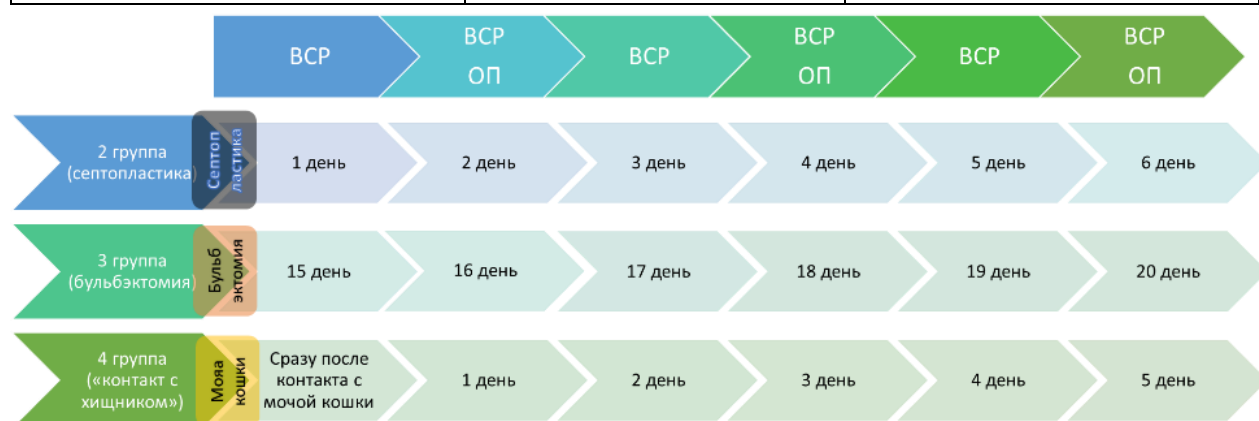 ВСР
ВСР
ОП
ВСР
ВСР
ОП
ВСР
ВСР
ОП
2 группа
(септопластика)
Септоп
ластика
1 день
2 день
3 день
4 день
5 день
6 день
3 группа
(бульбэктомия)
Бульб
эктомия
15 день
16 день
17 день
18 день
19 день
20 день
4 группа
(«контакт с
хищником»)
Мояа
кошки
Сразу после
контакта с
мочой кошки
1 день
2 день
3 день
4 день
5 день